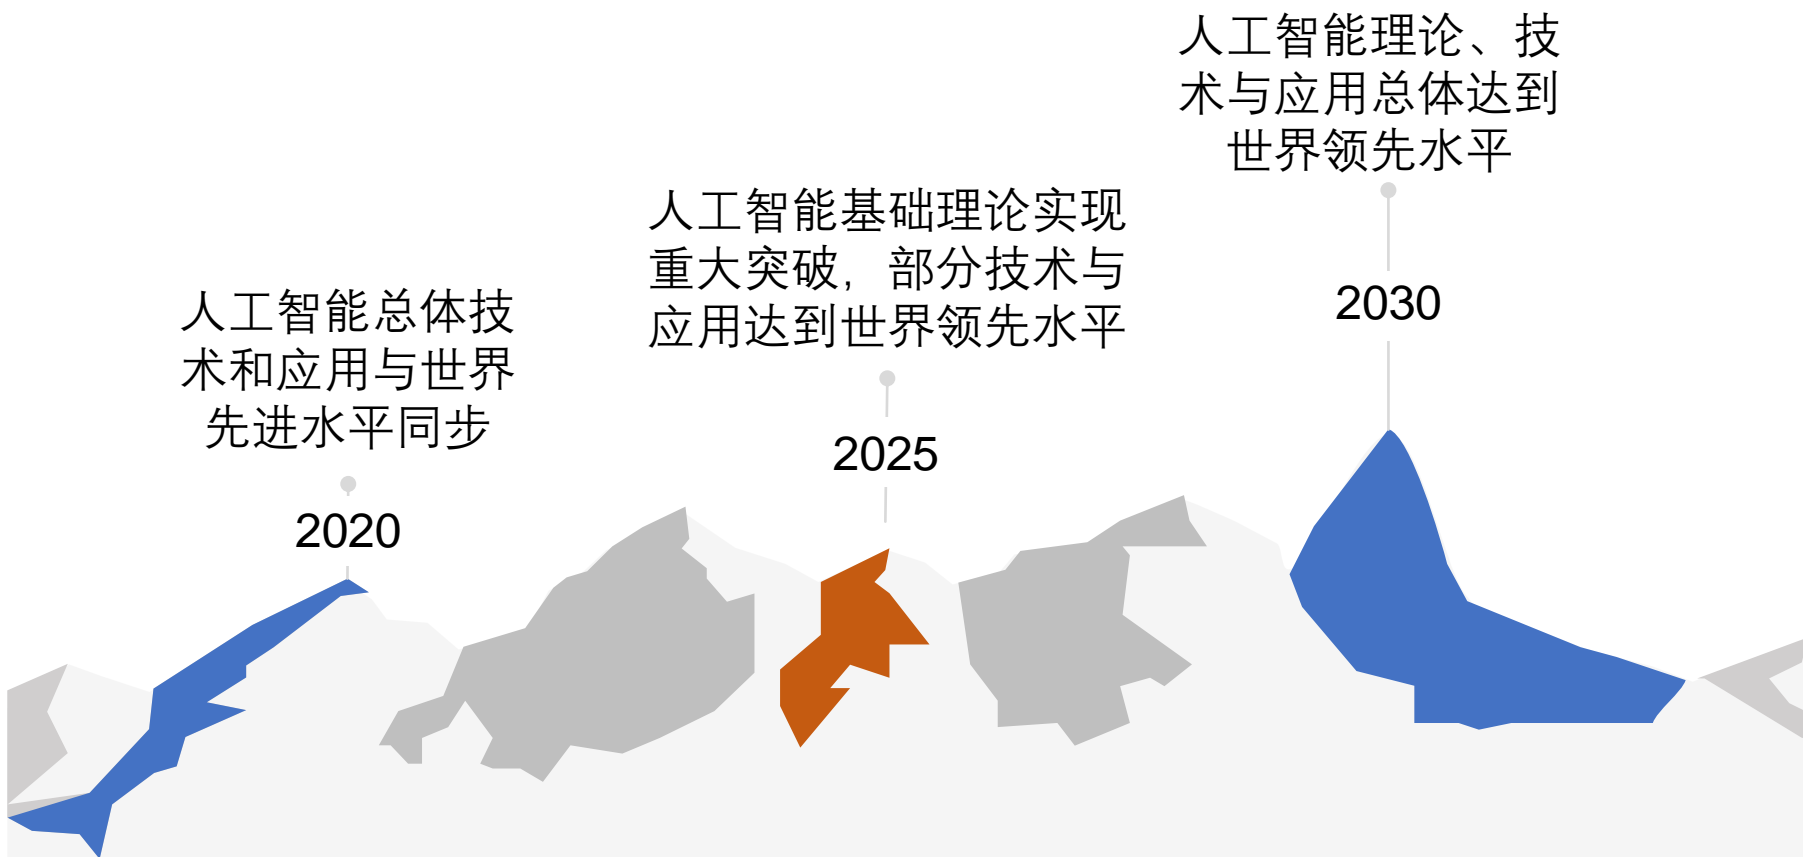 人工智能总体技
术和应用与世界
先进水平同步
2020
人工智能基础理论实现
重大突破，部分技术与
应用达到世界领先水平
2025
人工智能理论、技
术与应用总体达到
世界领先水平
2030